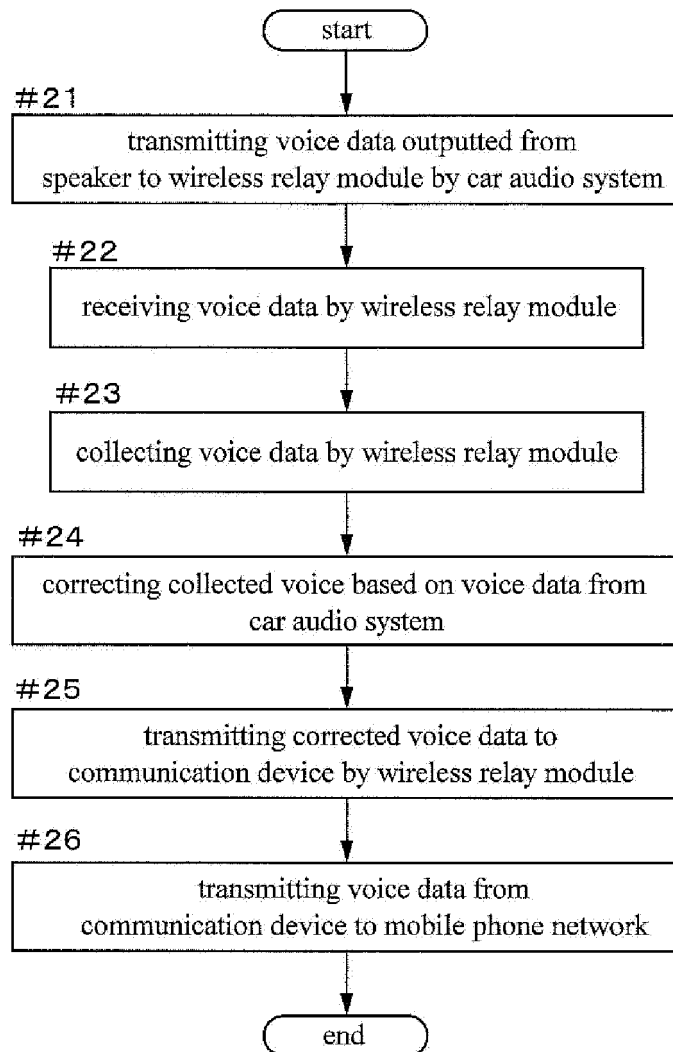 start
#21
transmitting voice data outputted from
speaker to wireless relay module by car audio system
#22
receiving voice data by wireless relay module
#23
collecting voice data by wireless relay module
#24
correcting collected voice based on voice data from
car audio system
#25
transmitting corrected voice data to
communication device by wireless relay module
#26
transmitting voice data from
communication device to mobile phone network
end